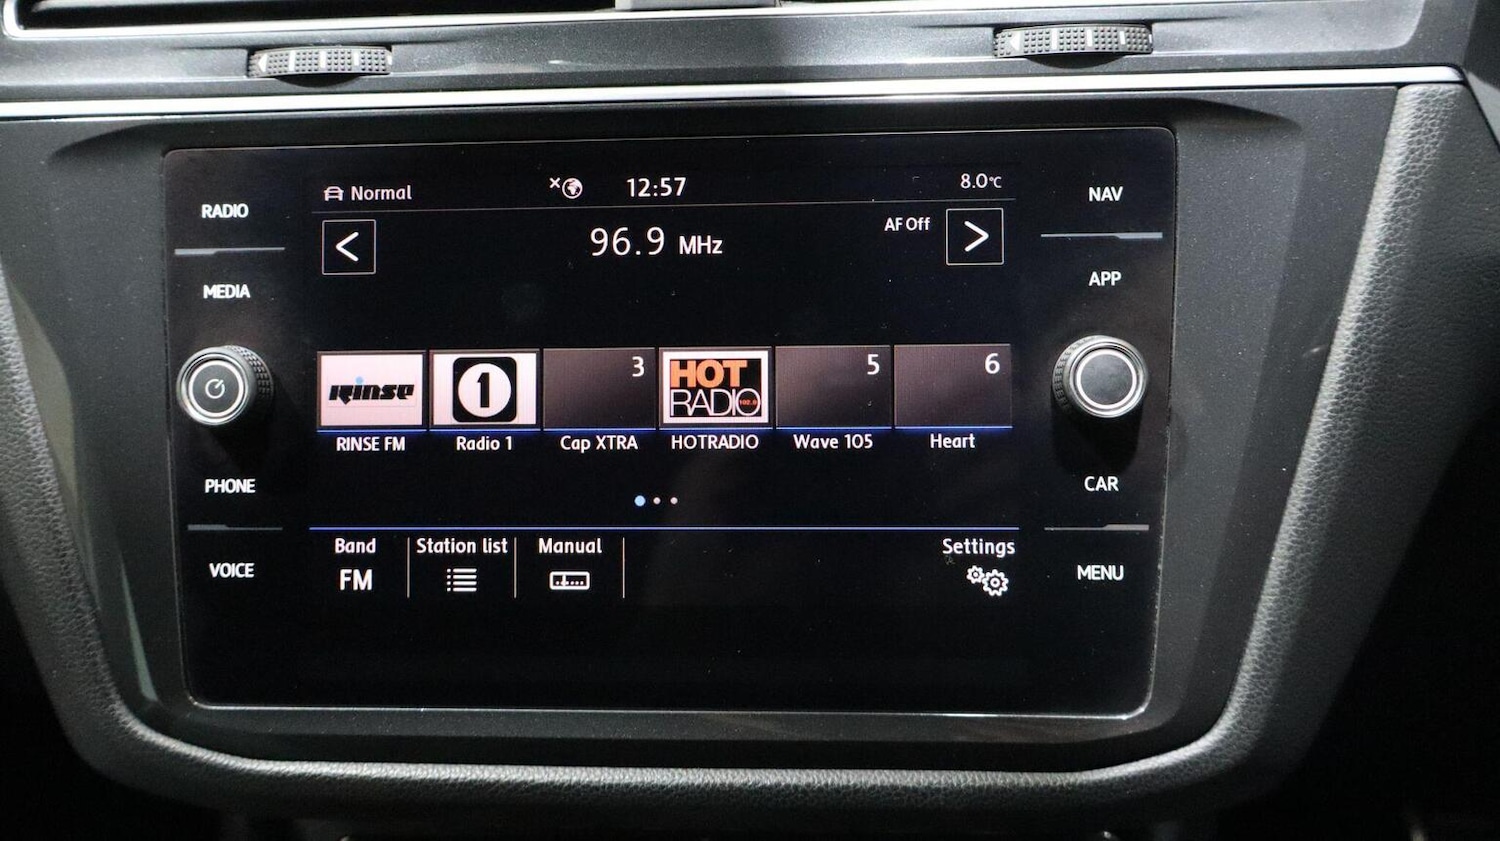 Normal
12:57
8.0°C
RADIO
NAV
96.9 MHz
AF Off
MEDIA
APP
rinse
1
3
HOT
RADIO
102.8
5
6
RINSE FM
Radio 1
Cap XTRA
HOTRADIO
Wave 105
Heart
PHONE
CAR
Band
Station list
Manual
Settings
FM
VOICE
MENU